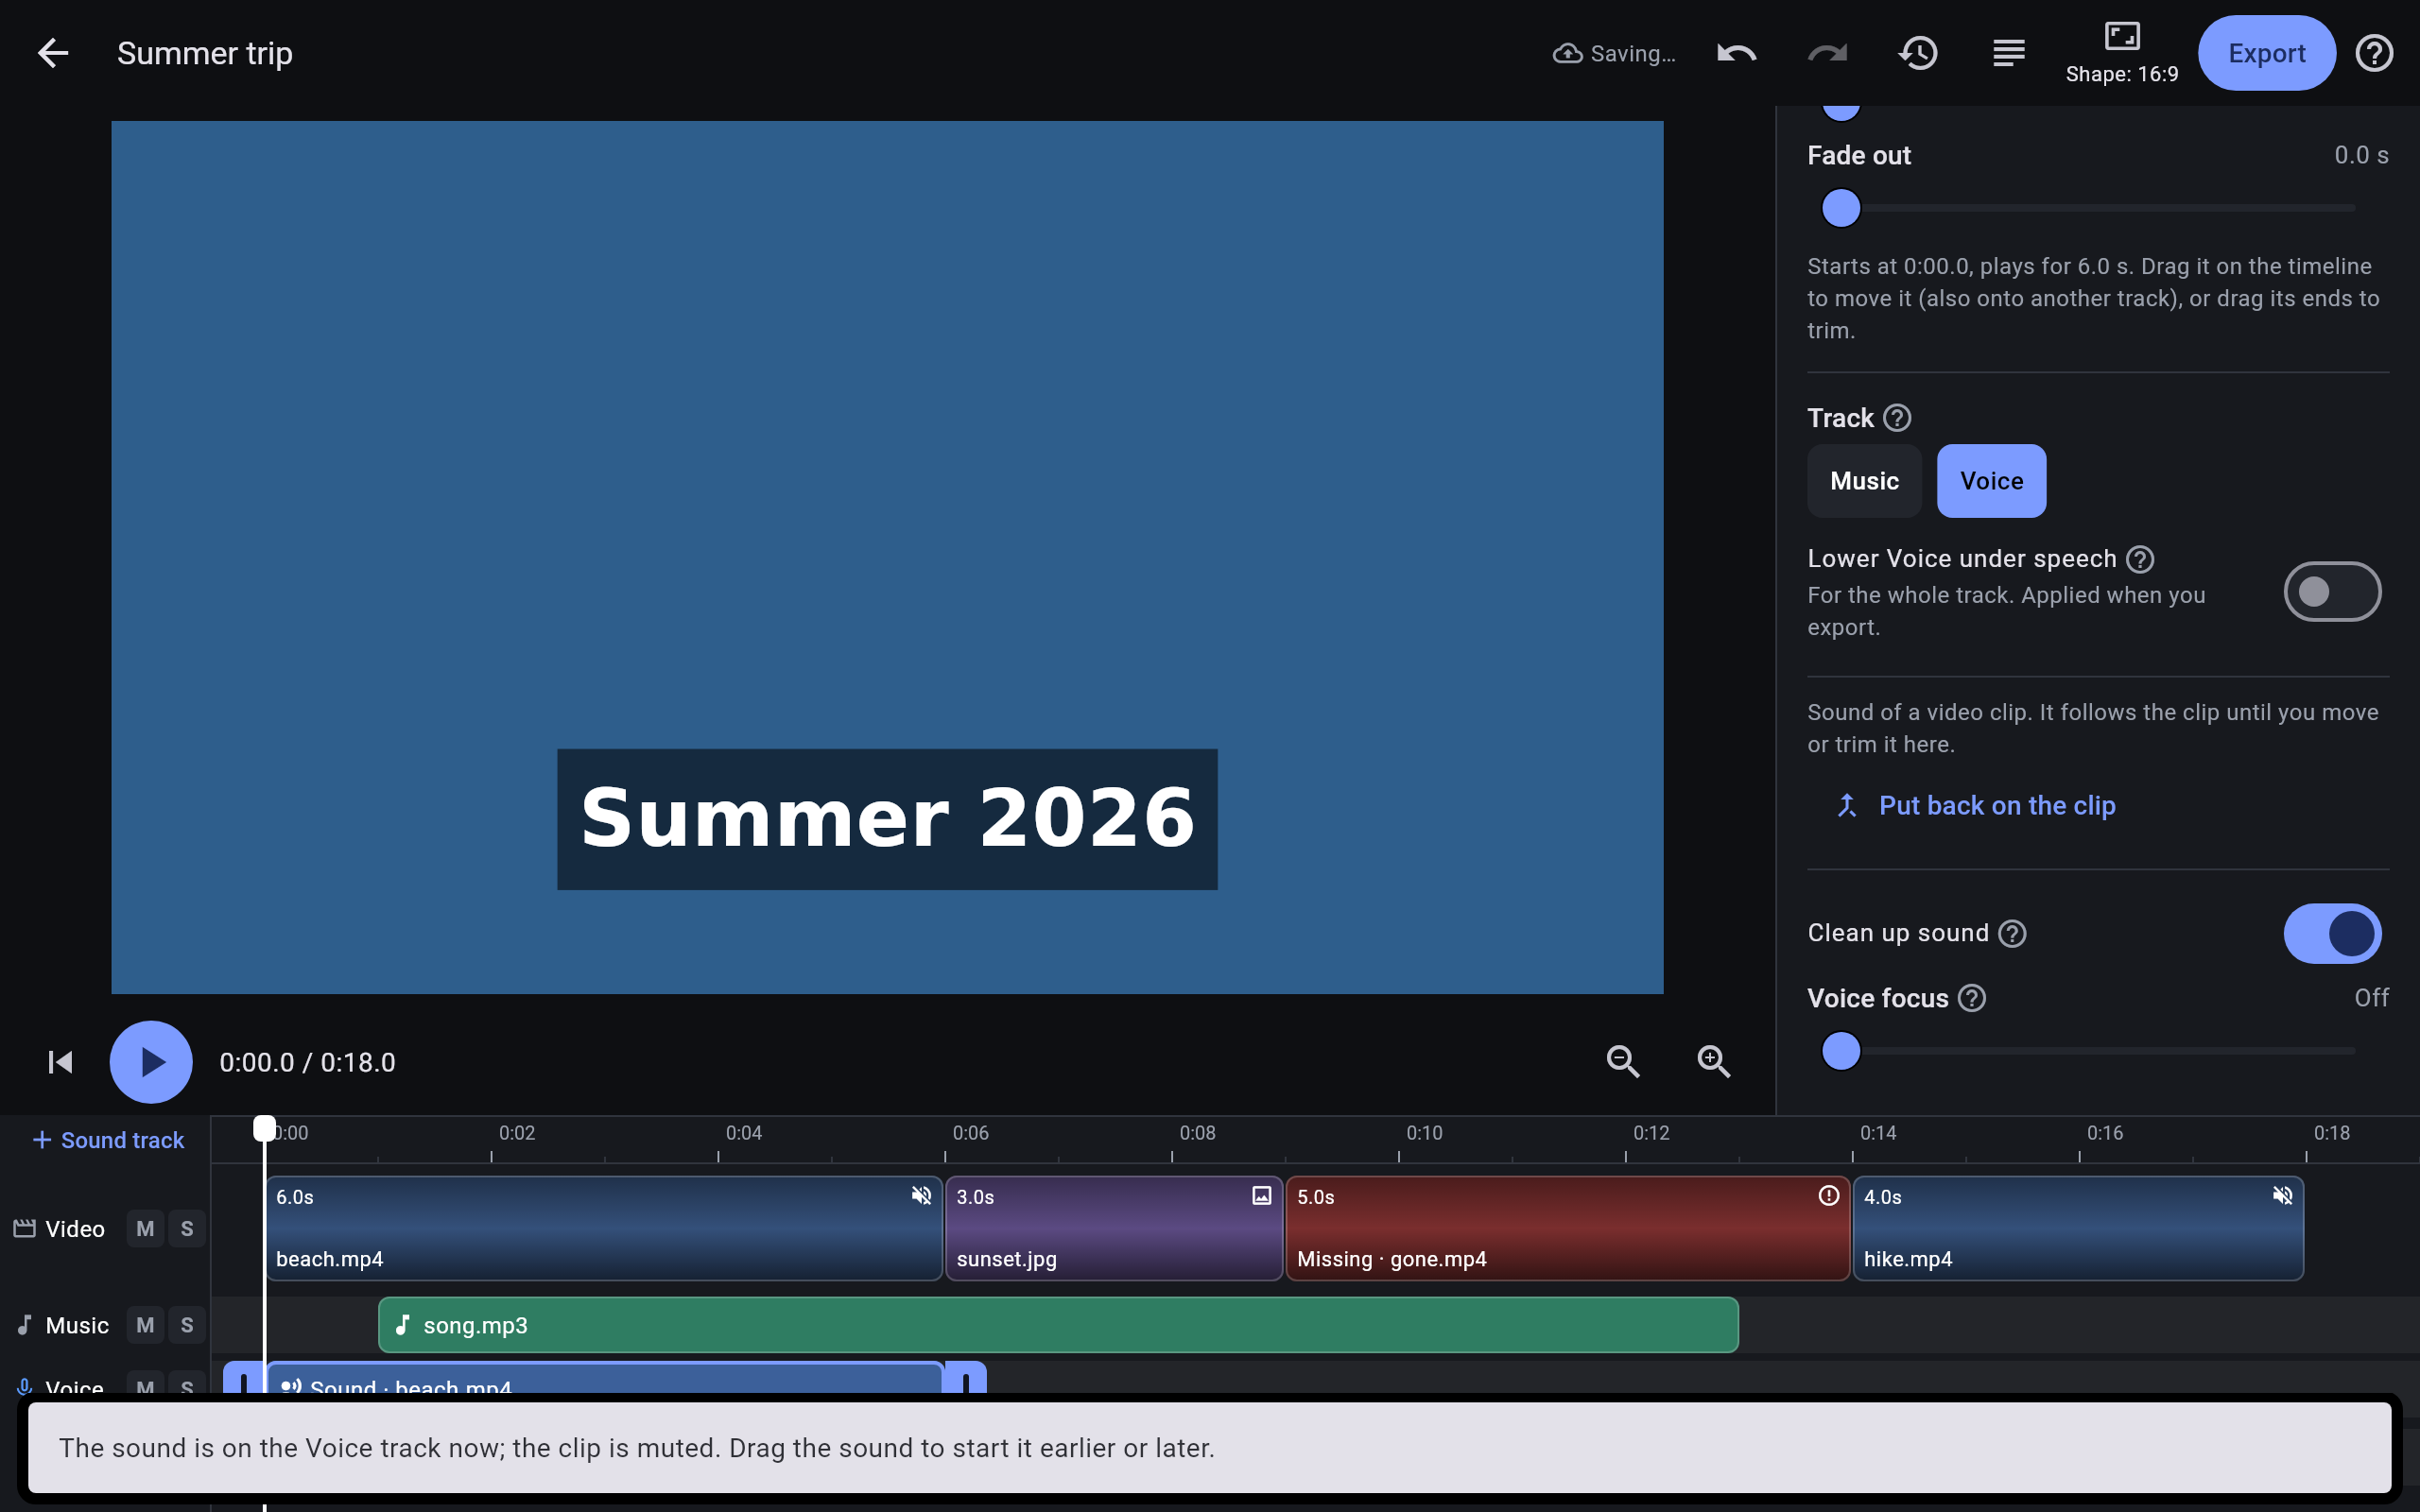 Summer trip
Saving...
Shape: 16:9
Export
Fade out
0.0 s
Starts at 0:00.0, plays for 6.0 s. Drag it on the timeline
to move it (also onto another track), or drag its ends to
trim.
Track
Music
Voice
Lower Voice under speech
For the whole track. Applied when you
export.
Sound of a video clip. It follows the clip until you move
or trim it here.
Put back on the clip
Clean up sound
Voice focus
Off
Summer 2026
0:00.0 / 0:18.0
+ Sound track
0:00 0:02 0:04 0:06 0:08 0:10 0:12 0:14 0:16 0:18
Video M S
6.0s
beach.mp4
3.0s
sunset.jpg
5.0s
Missing · gone.mp4
4.0s
hike.mp4
Music M S
song.mp3
Voice M S
Sound · beach.mp4
The sound is on the Voice track now; the clip is muted. Drag the sound to start it earlier or later.